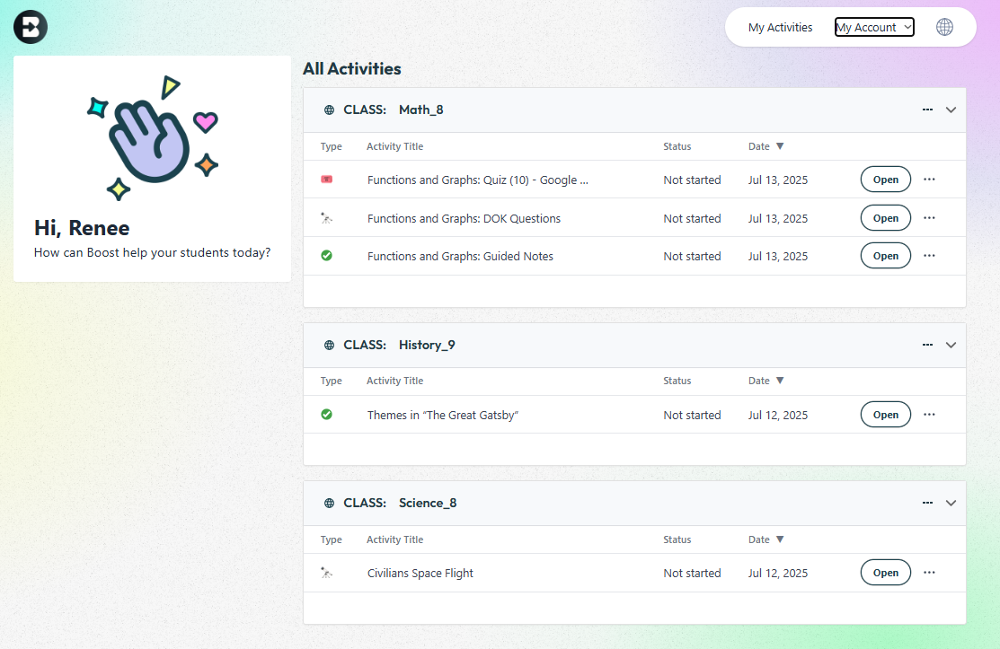 My Activities My Account
Hi, Renee
How can Boost help your students today?
All Activities
CLASS: Math_8
Type Activity Title Status Date ▼
Functions and Graphs: Quiz (10) - Google ... Not started Jul 13, 2025 Open
Functions and Graphs: DOK Questions Not started Jul 13, 2025 Open
Functions and Graphs: Guided Notes Not started Jul 13, 2025 Open
CLASS: History_9
Type Activity Title Status Date ▼
Themes in “The Great Gatsby” Not started Jul 12, 2025 Open
CLASS: Science_8
Type Activity Title Status Date ▼
Civilians Space Flight Not started Jul 12, 2025 Open